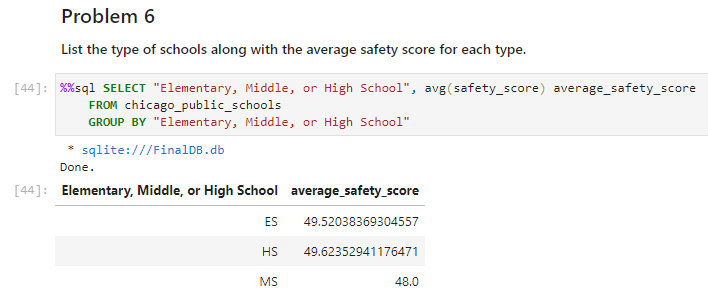 Problem 6
List the type of schools along with the average safety score for each type.
[44]: %%sql SELECT "Elementary, Middle, or High School", avg(safety_score) average_safety_score
FROM chicago_public_schools
GROUP BY "Elementary, Middle, or High School"
* sqlite:///FinalDB.db
Done.
[44]: Elementary, Middle, or High School average_safety_score
ES 49.52038369304557
HS 49.62352941176471
MS 48.0